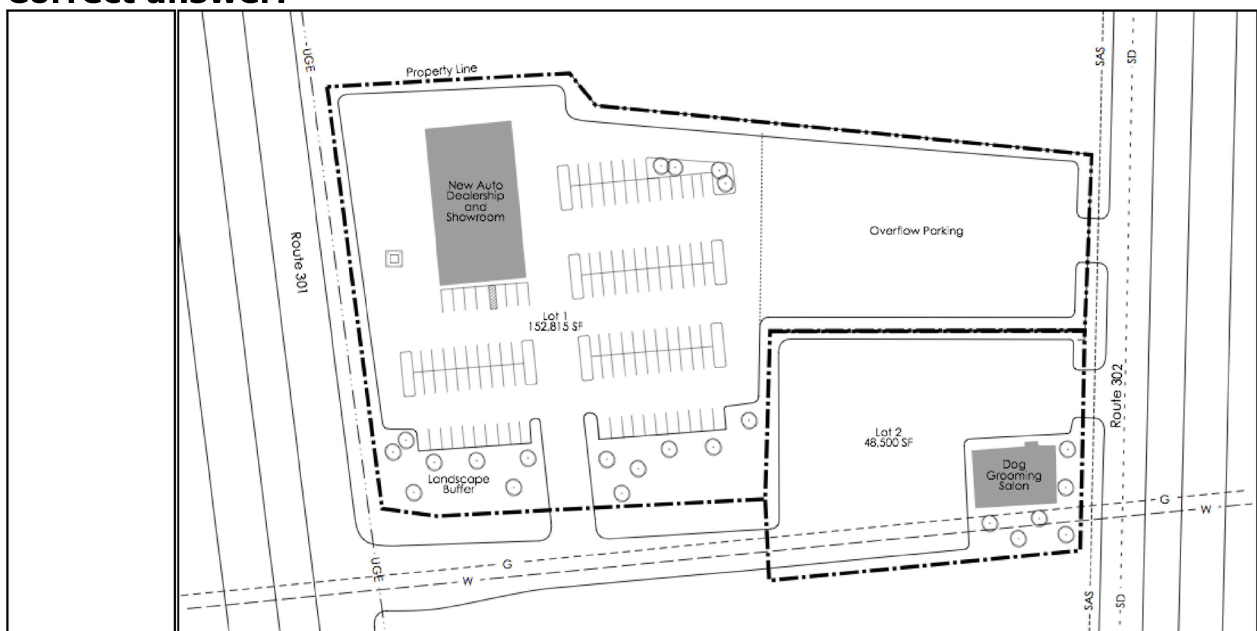 Correct answer:
UGE
Property Line
SAS
SD
New Auto
Dealership
and
Showroom
Overflow Parking
Route 301
Lot 1
152,815 SF
Route 302
Lot 2
48,500 SF
Dog
Grooming
Salon
Landscape
Buffer
G
W
G
W
UGE
SAS
SD